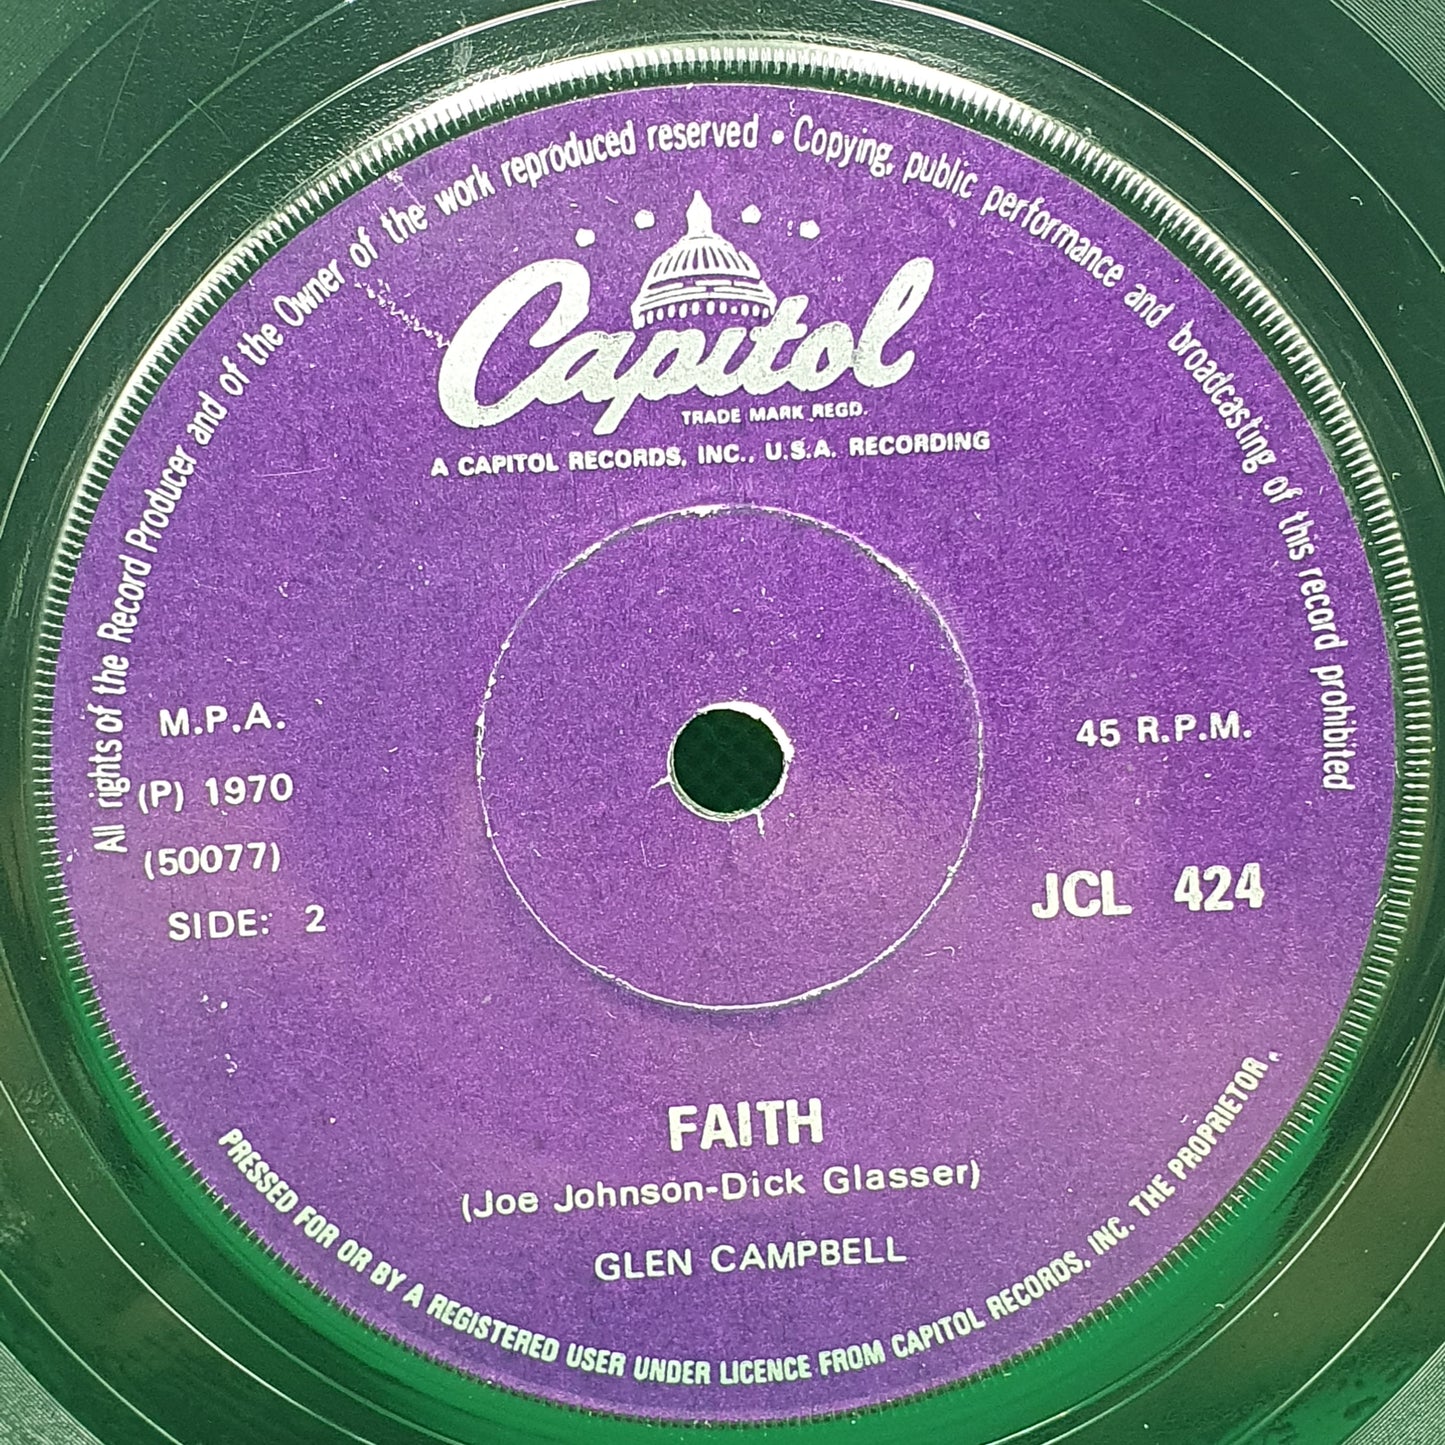 All rights of the Record Producer and of the Owner of the work reproduced reserved • Copying, public performance and broadcasting of this record prohibited
Capitol
TRADE MARK REGD.
A CAPITOL RECORDS, INC., U.S.A. RECORDING
M.P.A.
45 R.P.M.
(P) 1970
(50077)
JCL 424
SIDE: 2
FAITH
(Joe Johnson-Dick Glasser)
GLEN CAMPBELL
PRESSED FOR OR BY A REGISTERED USER UNDER LICENCE FROM CAPITOL RECORDS, INC. THE PROPRIETOR.